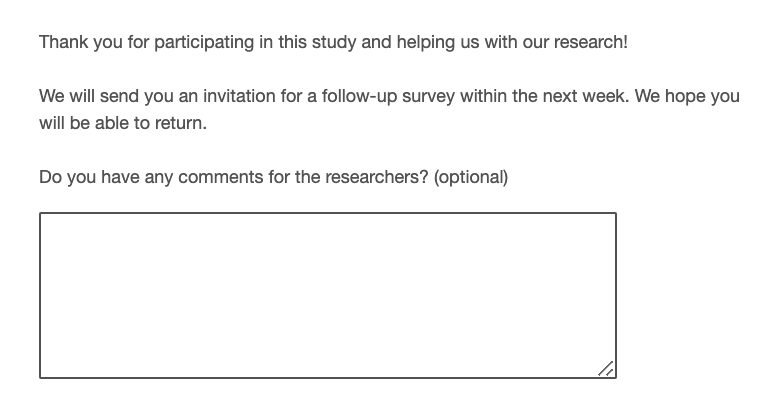 Thank you for participating in this study and helping us with our research!
We will send you an invitation for a follow-up survey within the next week. We hope you
will be able to return.
Do you have any comments for the researchers? (optional)